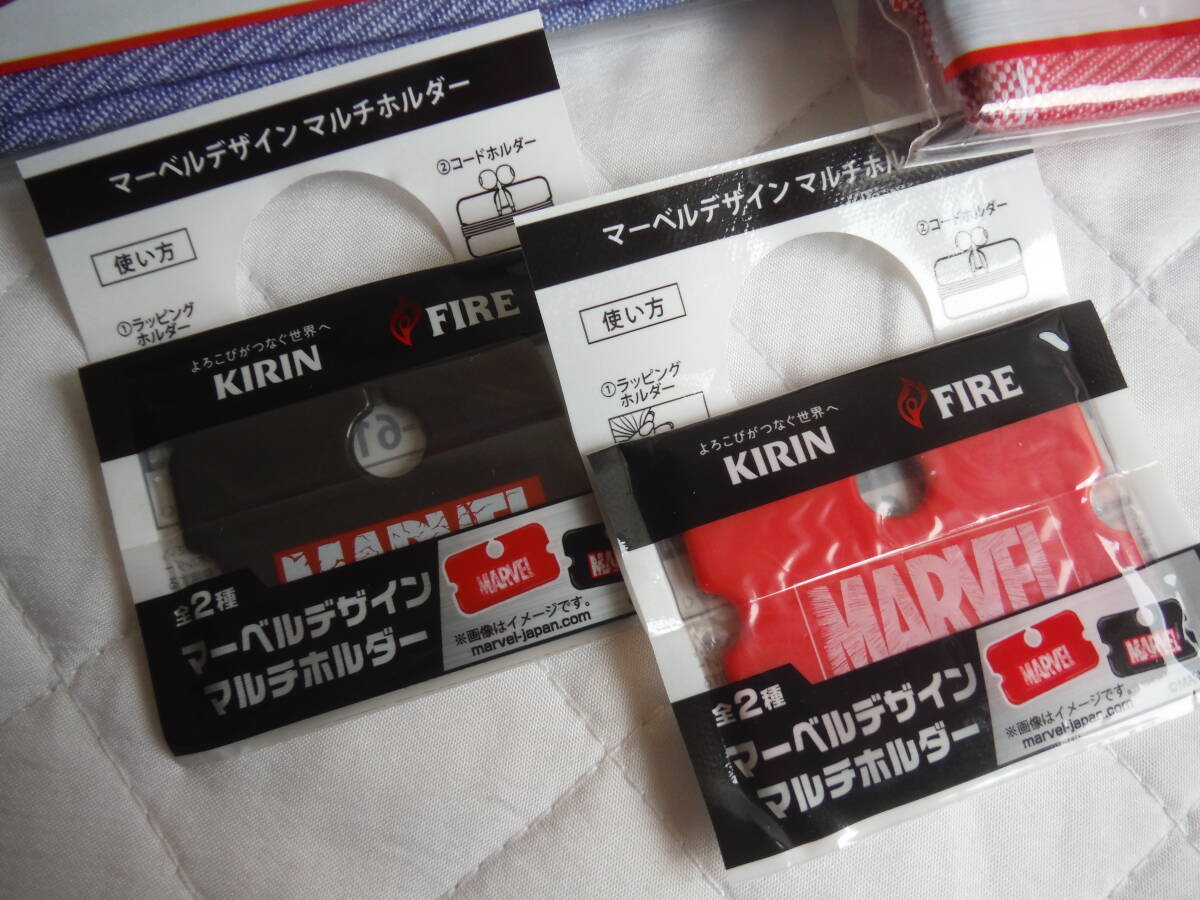 マーベルデザイン マルチホルダー
②コードホルダー
使い方
①ラッピング
ホルダー
よろこびがつなぐ世界へ
KIRIN
FIRE
MARVEL
全2種
マーベルデザイン
マルチホルダー
MARVEL
※画像はイメージです。
marvel-japan.com
マーベルデザイン マルチホル
②コードホルダー
使い方
①ラッピング
ホルダー
よろこびがつなぐ世界へ
KIRIN
FIRE
MARVEL
全2種
マーベルデザイン
マルチホルダー
MARVEL
MARVEL
※画像はイメージです。
marvel-japan.com